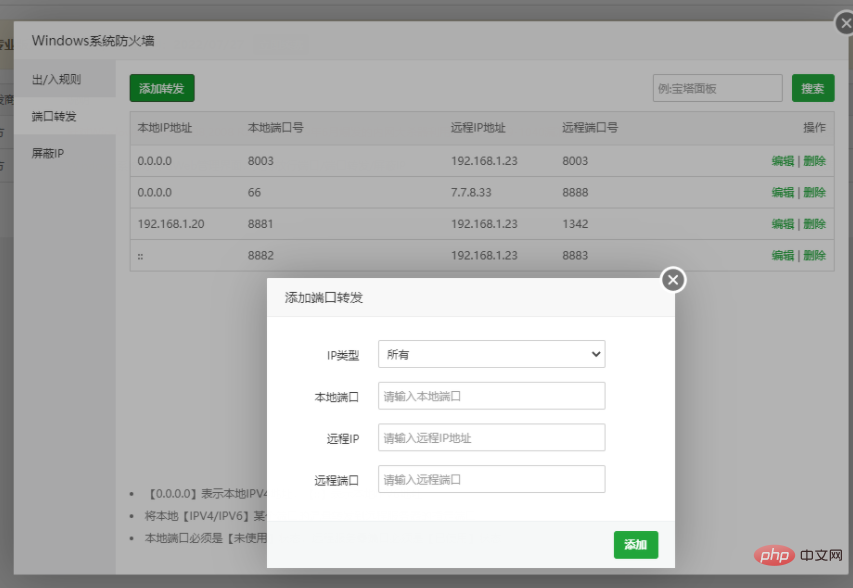 Windows系统防火墙
出/入规则
端口转发
屏蔽IP
添加转发
例:宝塔面板
搜索
本地IP地址 本地端口号 远程IP地址 远程端口号 操作
0.0.0.0 8003 192.168.1.23 8003 编辑 | 删除
0.0.0.0 66 7.7.8.33 8888 编辑 | 删除
192.168.1.20 8881 192.168.1.23 1342 编辑 | 删除
:: 8882 192.168.1.23 8883 编辑 | 删除
添加端口转发
IP类型 所有
本地端口 请输入本地端口
远程IP 请输入远程IP地址
远程端口 请输入远程端口
添加
• 【0.0.0.0】表示本地IPV4
• 将本地【IPV4/IPV6】某
• 本地端口必须是【未使用
php 中文网